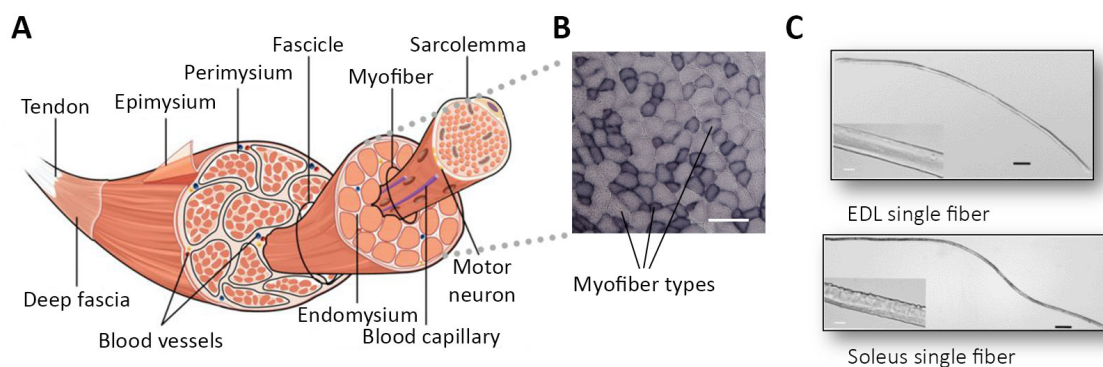 A
B
C
Fascicle
Sarcolemma
Perimysium
Myofiber
Tendon
Epimysium
EDL single fiber
Motor
neuron
Myofiber types
Deep fascia
Endomysium
Blood vessels
Blood capillary
Soleus single fiber